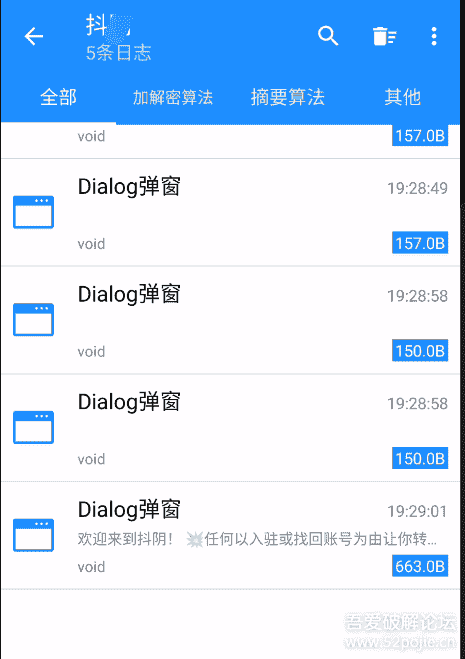 抖
5条日志
全部 加解密算法 摘要算法 其他
void 157.0B
Dialog弹窗 19:28:49
void 157.0B
Dialog弹窗 19:28:58
void 150.0B
Dialog弹窗 19:28:58
void 150.0B
Dialog弹窗 19:29:01
欢迎来到抖阴！ 💥任何以入驻或找回账号为由让你转...
void 663.0B
吾爱破解论坛
www.52pojie.cn